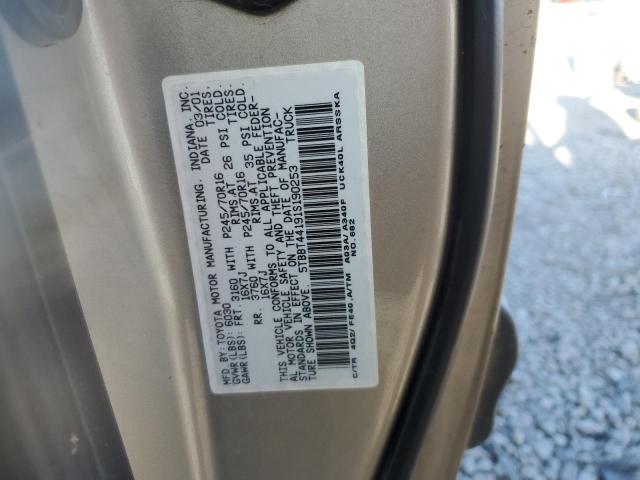 MFD. BY: TOYOTA MOTOR MANUFACTURING, INDIANA, INC.
GVWR(LBS): 6030 DATE 03/01
GAWR(LBS): FRT. 3160 WITH P245/70R16 TIRES,
16X7J RIMS,AT 26 PSI COLD.
RR. 3760 WITH P245/70R16 TIRES,
16X7J RIMS,AT 35 PSI COLD.
THIS VEHICLE CONFORMS TO ALL APPLICABLE FEDER-
AL MOTOR VEHICLE SAFETY AND THEFT PREVENTION
STANDARDS IN EFFECT ON THE DATE OF MANUFAC-
TURE SHOWN ABOVE.
5TBBT44191S190253 TRUCK
C/TR 4Q2/ FE40,A/TM A03A/ A340F UCK40L ARSSKA
NO.682